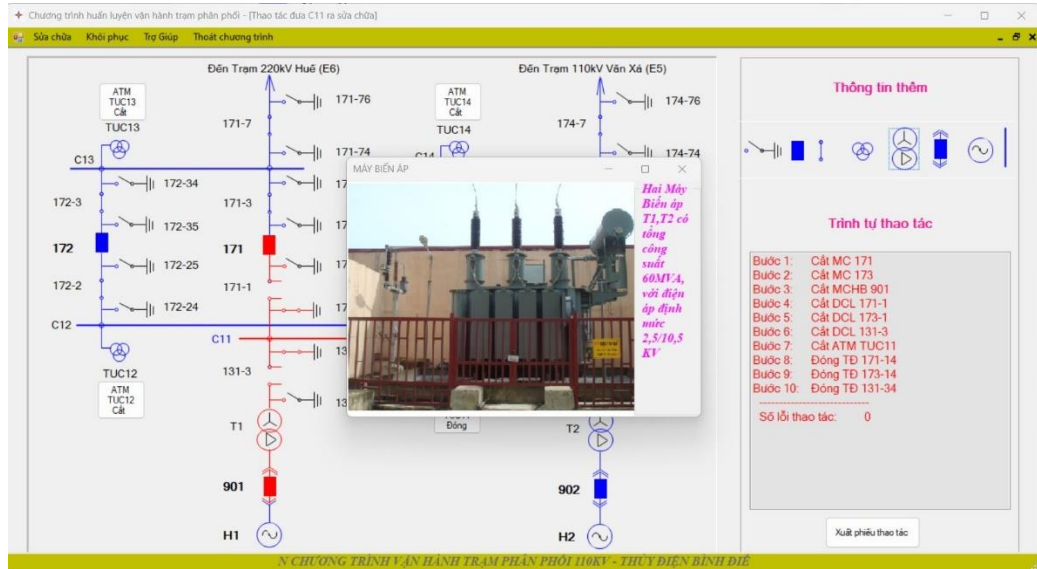 Chương trình huấn luyện vận hành trạm phân phối - [Thao tác đưa C11 ra sửa chữa]
Sửa chữa Khôi phục Trợ Giúp Thoát chương trình
Đến Trạm 220kV Huế (E6)
Đến Trạm 110kV Văn Xá (E5)
ATM
TUC13
Cắt
TUC13
171-76
171-7
171-74
ATM
TUC14
Cắt
TUC14
174-76
174-7
174-74
C13
C14
172-34
172-3
172-35
172
172-25
172-2
172-24
C12
171-3
171
171-1
17
17
17
17
C11
13
131-3
13
TUC12
ATM
TUC12
Cắt
Đóng
T1
T2
901
902
H1
H2
MÁY BIẾN ÁP
Hai Máy
Biến áp
T1,T2 có
tổng
công
suất
60MVA,
với điện
áp định
mức
2,5/10,5
KV
Thông tin thêm
Trình tự thao tác
Bước 1: Cắt MC 171
Bước 2: Cắt MC 173
Bước 3: Cắt MCHB 901
Bước 4: Cắt DCL 171-1
Bước 5: Cắt DCL 173-1
Bước 6: Cắt DCL 131-3
Bước 7: Cắt ATM TUC11
Bước 8: Đóng TĐ 171-14
Bước 9: Đóng TĐ 173-14
Bước 10: Đóng TĐ 131-34
Số lỗi thao tác: 0
Xuất phiếu thao tác
N CHƯƠNG TRÌNH VẬN HÀNH TRẠM PHÂN PHỐI 110KV - THỦY ĐIỆN BÌNH ĐIỀ